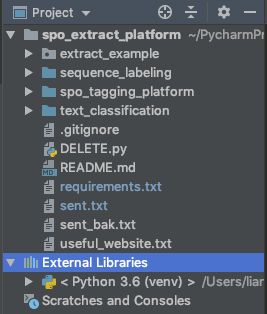 Project
spo_extract_platform ~/PycharmPr
extract_example
sequence_labeling
spo_tagging_platform
text_classification
.gitignore
DELETE.py
README.md
requirements.txt
sent.txt
sent_bak.txt
useful_website.txt
External Libraries
< Python 3.6 (venv) > /Users/liar
Scratches and Consoles